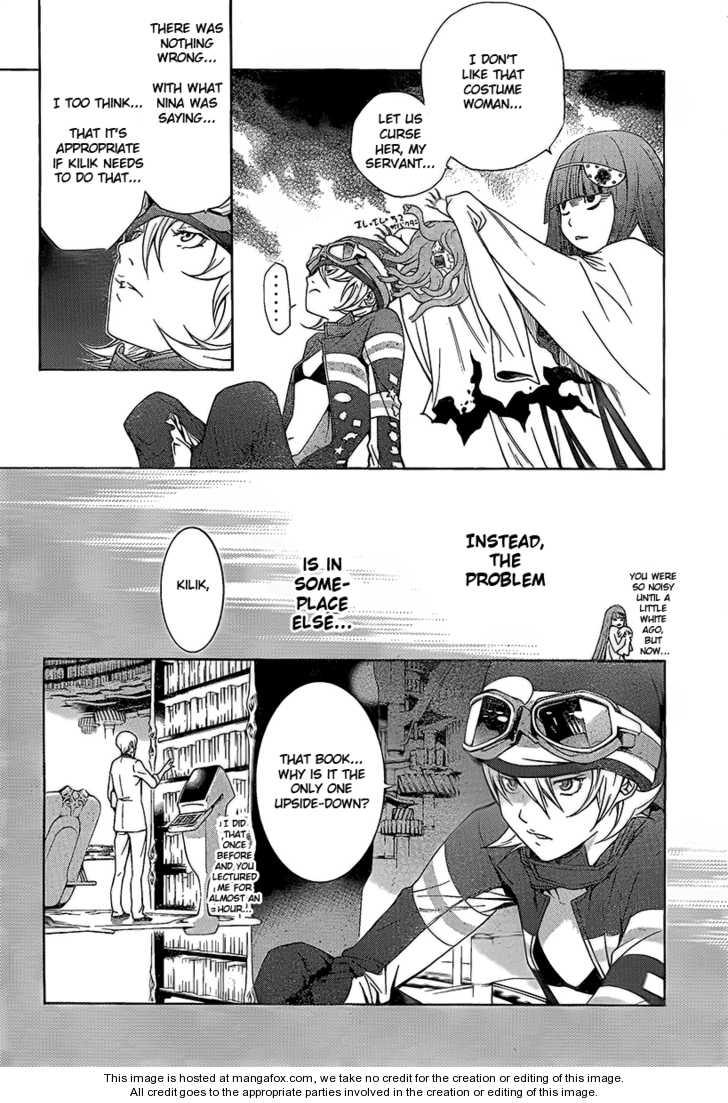 I DON'T
LIKE THAT
COSTUME
WOMAN...
LET US
CURSE
HER, MY
SERVANT...
......
THERE WAS
NOTHING
WRONG...
WITH WHAT
NINA WAS
SAYING...
I TOO THINK...
THAT IT'S
APPROPRIATE
IF KILIK NEEDS
TO DO THAT...
YOU WERE
SO NOISY
UNTIL A
LITTLE
WHITE
AGO,
BUT
NOW...
INSTEAD,
THE
PROBLEM
IS IN
SOME-
PLACE
ELSE...
KILIK,
THAT BOOK...
WHY IS IT THE
ONLY ONE
UPSIDE-DOWN?
I DID
THAT
ONCE
BEFORE
AND YOU
LECTURED
ME FOR
ALMOST AN
HOUR...
This image is hosted at mangafox.com, we take no credit for the creation or editing of this image.
All credit goes to the appropriate parties involved in the creation or editing of this image.